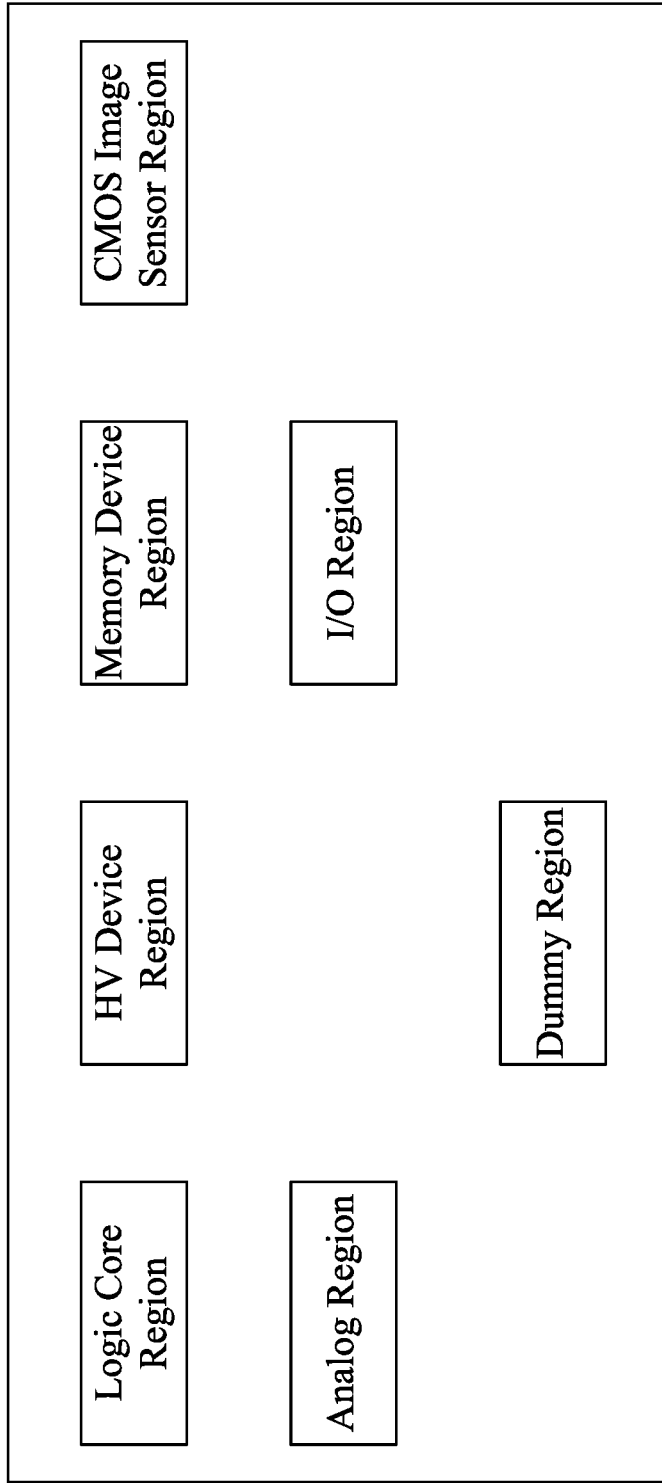 Logic Core
Region
HV Device
Region
Memory Device
Region
CMOS Image
Sensor Region
Analog Region
I/O Region
Dummy Region